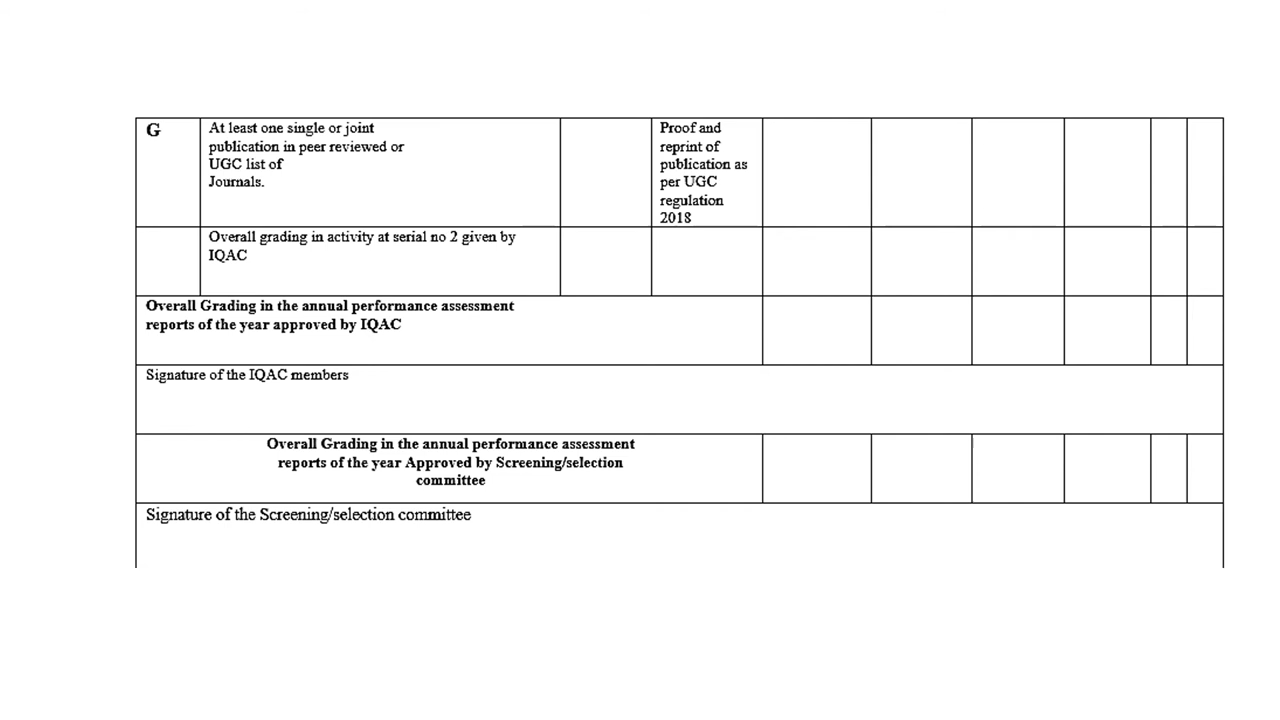 G
At least one single or joint
publication in peer reviewed or
UGC list of
Journals.
Proof and
reprint of
publication as
per UGC
regulation
2018
Overall grading in activity at serial no 2 given by
IQAC
Overall Grading in the annual performance assessment
reports of the year approved by IQAC
Signature of the IQAC members
Overall Grading in the annual performance assessment
reports of the year Approved by Screening/selection
committee
Signature of the Screening/selection committee